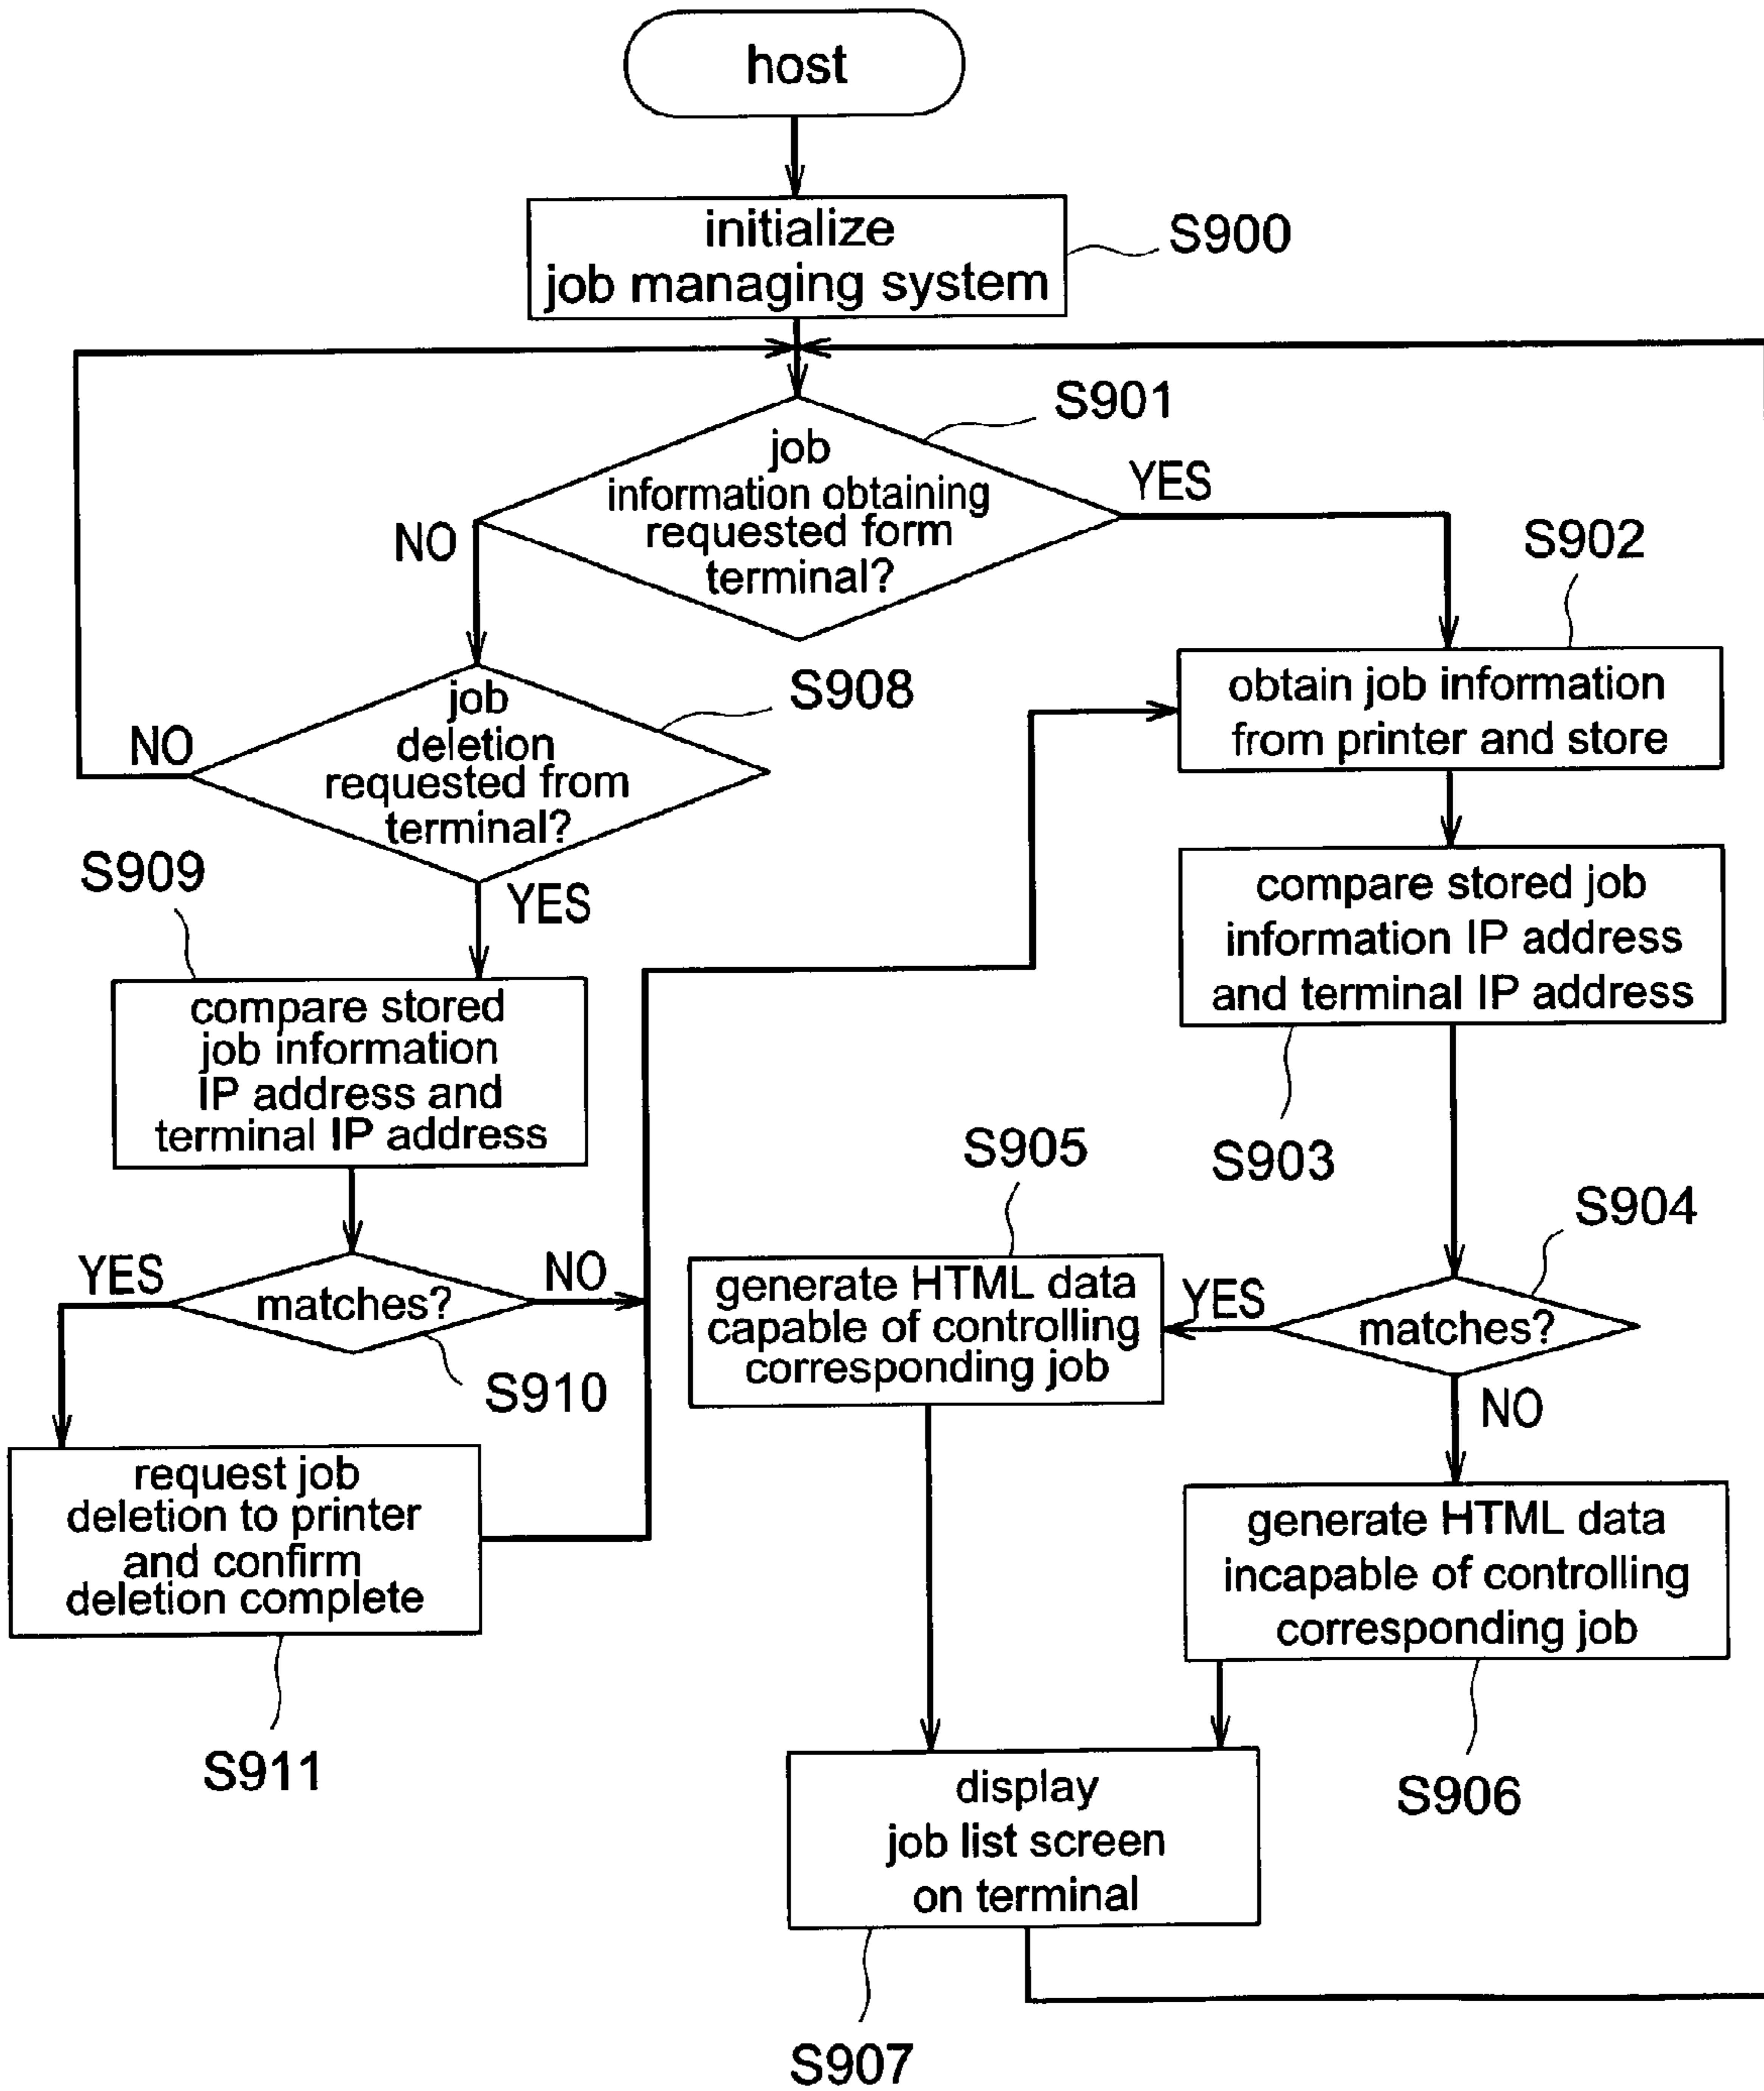 host
initialize
job managing system
S900
S901
job
information obtaining
requested form
terminal?
YES
NO
S902
obtain job information
from printer and store
S908
job
deletion
requested from
terminal?
NO
YES
S909
compare stored job
information IP address
and terminal IP address
S903
compare stored
job information
IP address and
terminal IP address
S905
S904
YES
matches?
NO
S910
generate HTML data
capable of controlling
corresponding job
YES
matches?
NO
request job
deletion to printer
and confirm
deletion complete
S911
generate HTML data
incapable of controlling
corresponding job
S906
display
job list screen
on terminal
S907